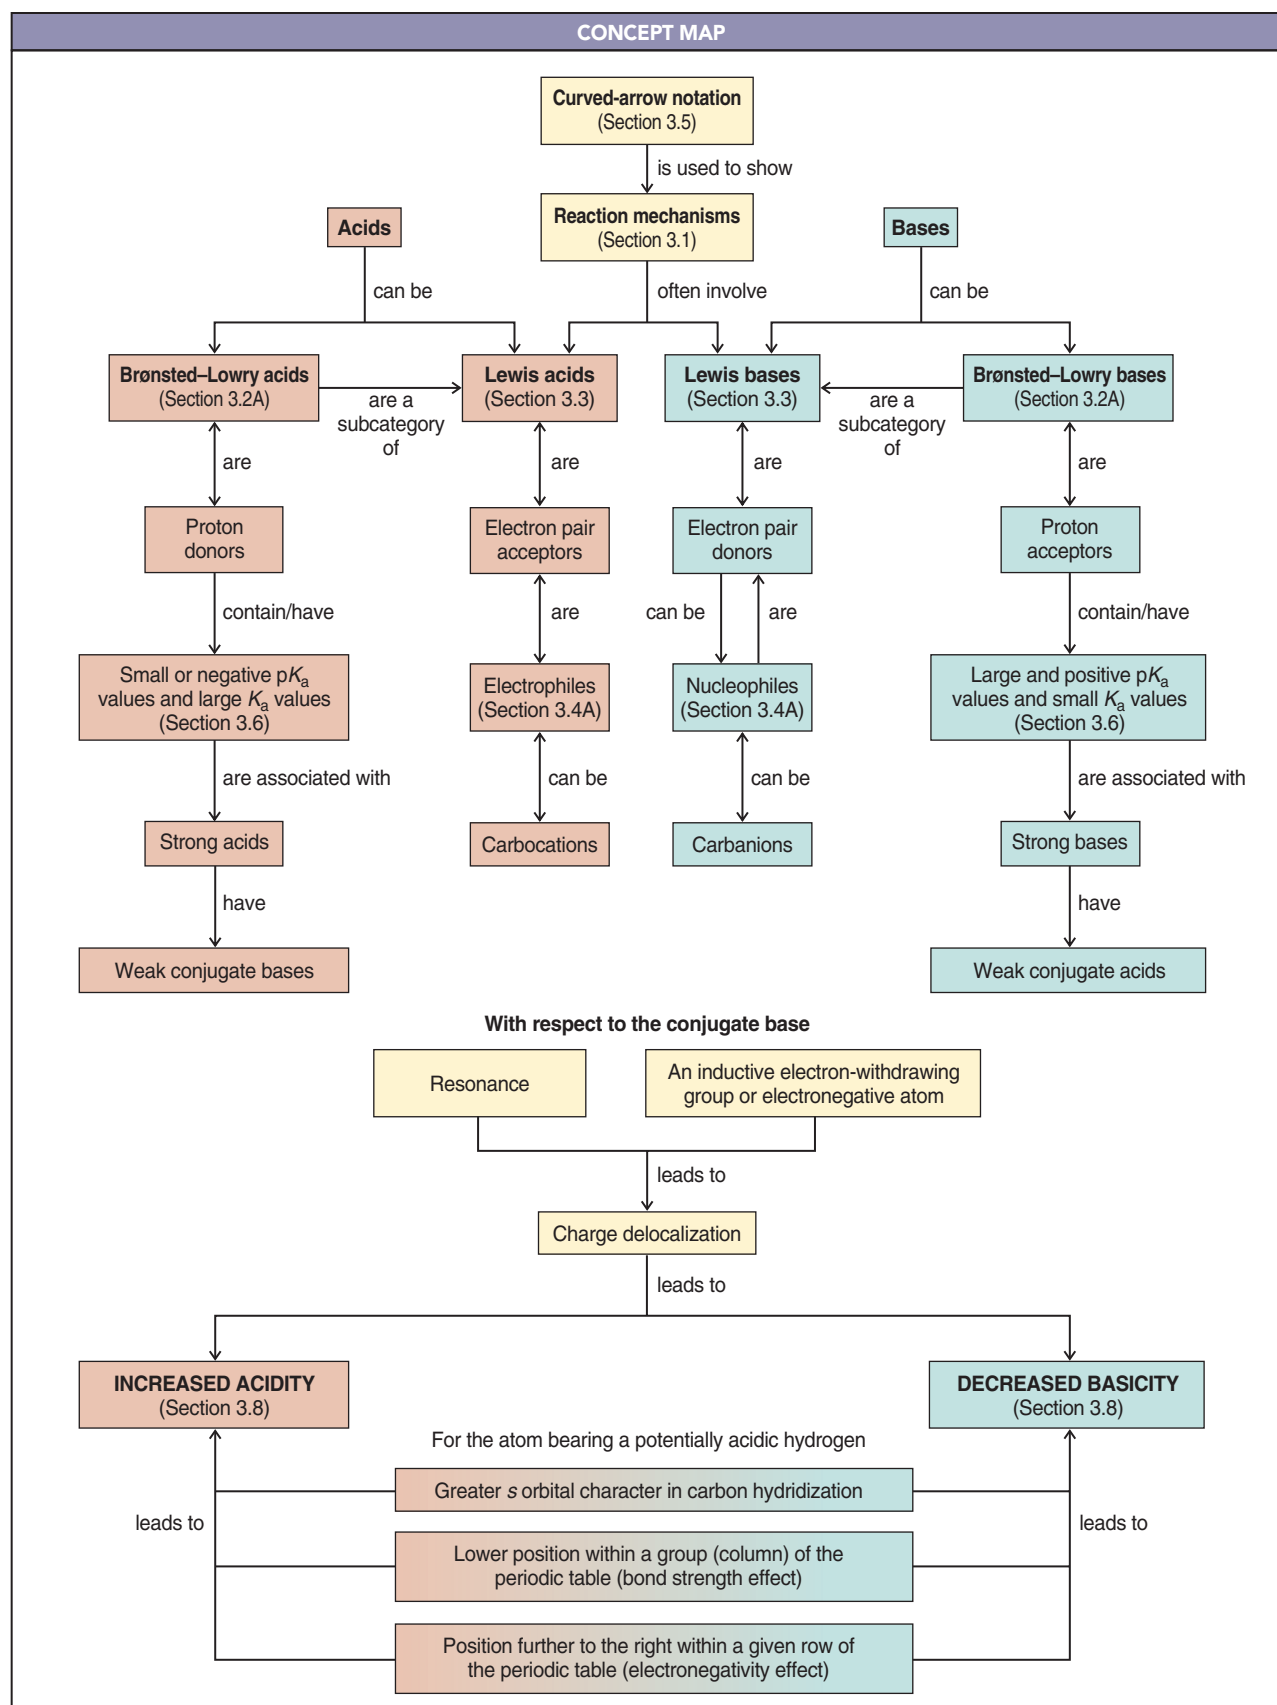 CONCEPT MAP
Curved-arrow notation
(Section 3.5)
is used to show
Reaction mechanisms
(Section 3.1)
Acids
Bases
can be
often involve
can be
Brønsted–Lowry acids
(Section 3.2A)
are a
subcategory
of
Lewis acids
(Section 3.3)
Lewis bases
(Section 3.3)
are a
subcategory
of
Brønsted–Lowry bases
(Section 3.2A)
are
are
are
are
Proton
donors
Electron pair
acceptors
Electron pair
donors
Proton
acceptors
contain/have
are
can be
are
contain/have
Small or negative pKa
values and large Ka values
(Section 3.6)
Electrophiles
(Section 3.4A)
Nucleophiles
(Section 3.4A)
Large and positive pKa
values and small Ka values
(Section 3.6)
are associated with
can be
can be
are associated with
Strong acids
Carbocations
Carbanions
Strong bases
have
have
Weak conjugate bases
Weak conjugate acids
With respect to the conjugate base
Resonance
An inductive electron-withdrawing
group or electronegative atom
leads to
Charge delocalization
leads to
INCREASED ACIDITY
(Section 3.8)
DECREASED BASICITY
(Section 3.8)
For the atom bearing a potentially acidic hydrogen
Greater s orbital character in carbon hydridization
leads to
leads to
Lower position within a group (column) of the
periodic table (bond strength effect)
Position further to the right within a given row of
the periodic table (electronegativity effect)